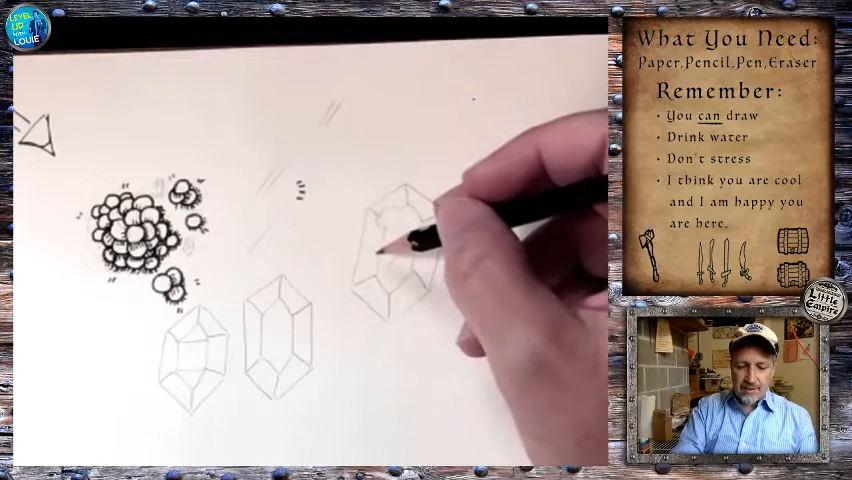 LEVEL
UP
with
LOUIE
What You Need:
Paper,Pencil,Pen,Eraser
Remember:
• You can draw
• Drink water
• Don't stress
• I think you are cool
and I am happy you
are here.
Little
Empire